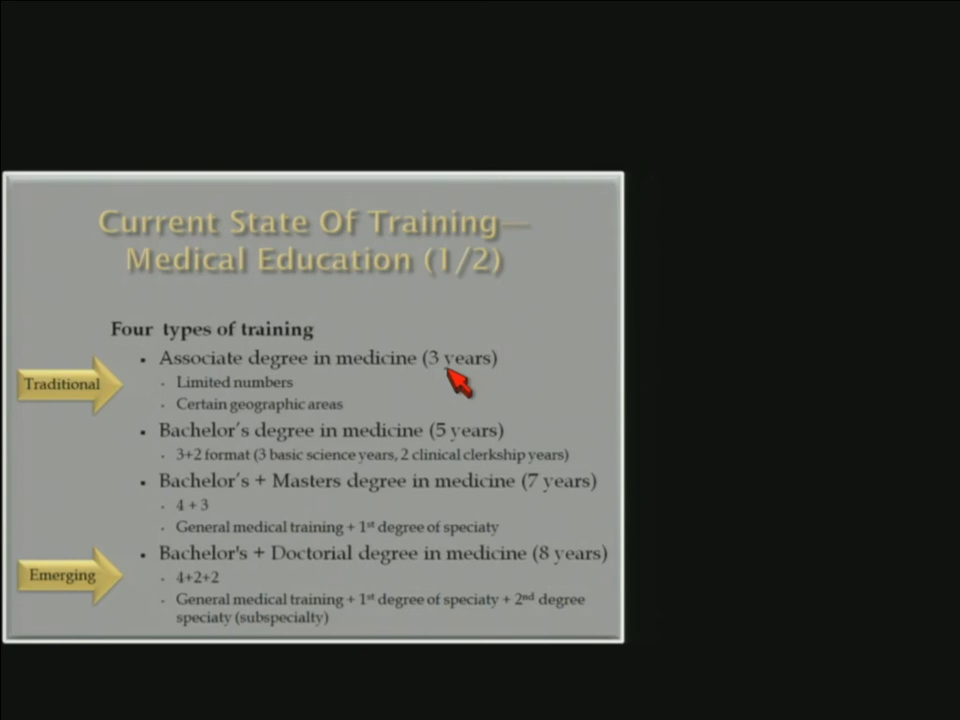 Current State Of Training—
Medical Education (1/2)
Four types of training
• Associate degree in medicine (3 years)
Traditional
• Limited numbers
• Certain geographic areas
• Bachelor's degree in medicine (5 years)
• 3+2 format (3 basic science years, 2 clinical clerkship years)
• Bachelor's + Masters degree in medicine (7 years)
• 4 + 3
• General medical training + 1st degree of speciaty
• Bachelor's + Doctorial degree in medicine (8 years)
Emerging
• 4+2+2
• General medical training + 1st degree of speciaty + 2nd degree
speciaty (subspecialty)